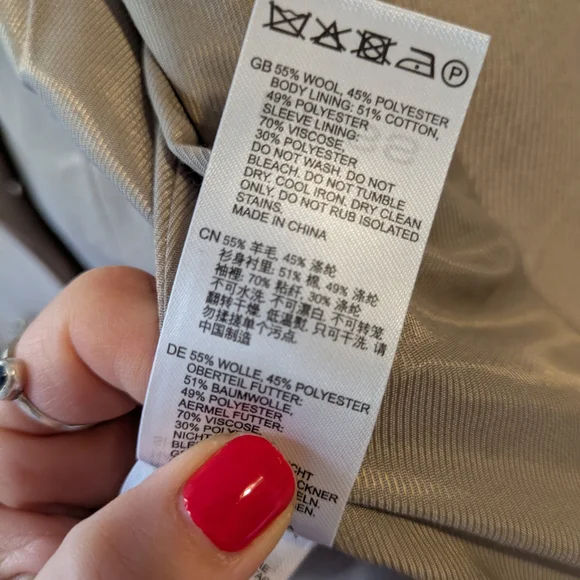 P
GB 55% WOOL, 45% POLYESTER
BODY LINING: 51% COTTON,
49% POLYESTER
SLEEVE LINING:
70% VISCOSE,
30% POLYESTER
DO NOT WASH, DO NOT
BLEACH, DO NOT TUMBLE
DRY, COOL IRON, DRY CLEAN
ONLY, DO NOT RUB ISOLATED
STAINS.
MADE IN CHINA
CN 55% 羊毛, 45% 涤纶
衫身衬里: 51% 棉, 49% 涤纶
袖裡: 70% 粘纤, 30% 涤纶
不可水洗, 不可漂白, 不可转笼
翻转干燥, 低温熨, 只可干洗, 请
勿揉搓单个污点.
中国制造
DE 55% WOLLE, 45% POLYESTER
OBERTEIL FUTTER:
51% BAUMWOLLE,
49% POLYESTER
AERMEL FUTTER:
70% VISCOSE,
30%